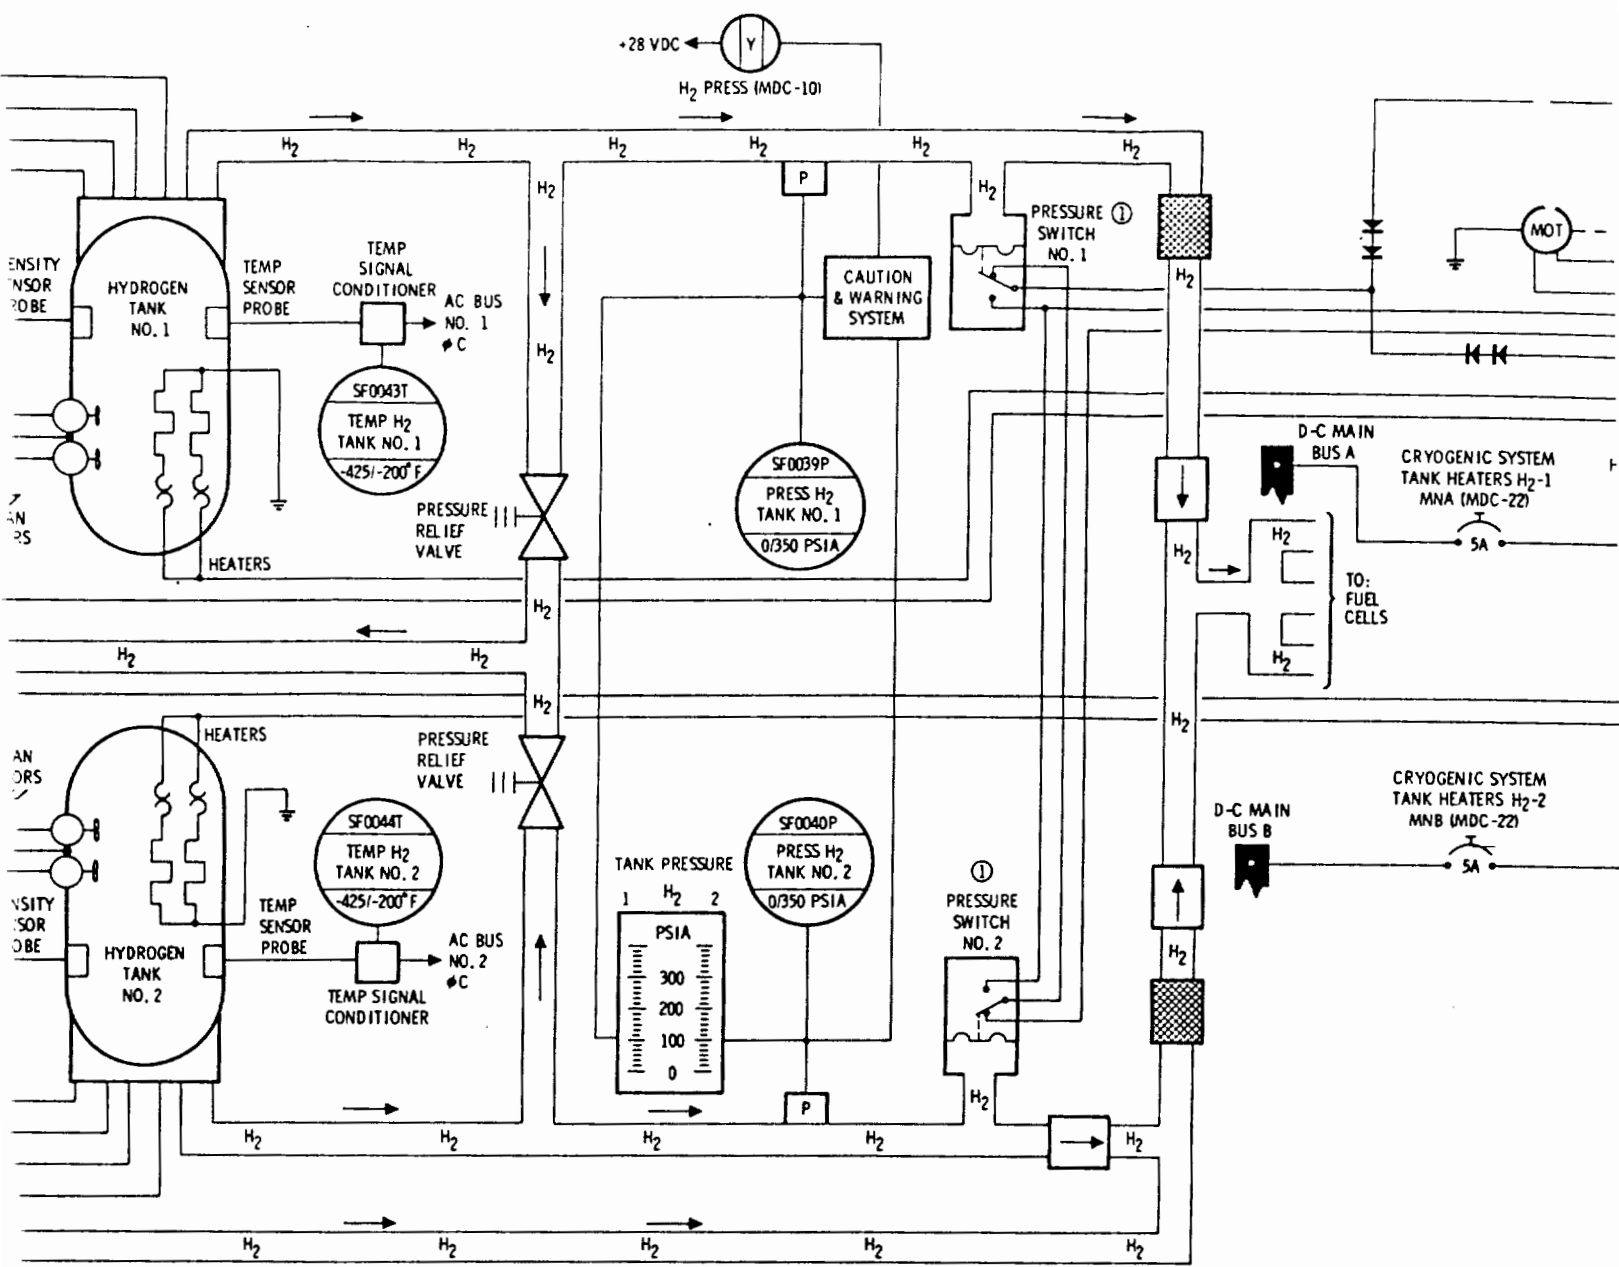 +28 VDC
Y
H2 PRESS (MDC-10)
H2
H2
H2
H2
H2
H2
H2
P
H2
PRESSURE ①
SWITCH
NO. 1
MOT
HYDROGEN
TANK
NO. 1
TEMP
SENSOR
PROBE
TEMP
SIGNAL
CONDITIONER
AC BUS
NO. 1
ϕC
CAUTION
& WARNING
SYSTEM
H2
H2
SF0043T
TEMP H2
TANK NO. 1
-425/-200° F
SF0039P
PRESS H2
TANK NO. 1
0/350 PSIA
PRESSURE
RELIEF
VALVE
HEATERS
D-C MAIN
BUS A
CRYOGENIC SYSTEM
TANK HEATERS H2-1
MNA (MDC-22)
5A
H2
H2
H2
TO:
FUEL
CELLS
H2
H2
H2
H2
H2
HEATERS
PRESSURE
RELIEF
VALVE
D-C MAIN
BUS B
CRYOGENIC SYSTEM
TANK HEATERS H2-2
MNB (MDC-22)
5A
SF0044T
TEMP H2
TANK NO. 2
-425/-200° F
SF0040P
PRESS H2
TANK NO. 2
0/350 PSIA
TANK PRESSURE
1 H2 2
PSIA
300
200
100
0
①
PRESSURE
SWITCH
NO. 2
HYDROGEN
TANK
NO. 2
TEMP
SENSOR
PROBE
AC BUS
NO. 2
ϕC
TEMP SIGNAL
CONDITIONER
H2
H2
P
H2
H2
H2
H2
H2
H2
H2
H2
H2
H2
H2